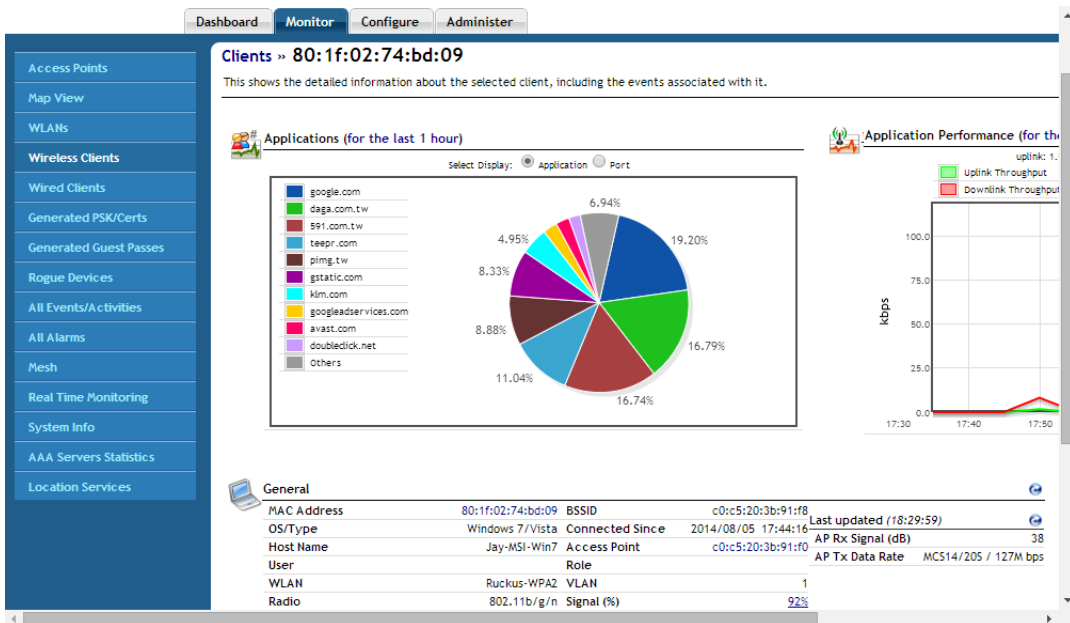 Dashboard Monitor Configure Administer
Access Points
Map View
WLANs
Wireless Clients
Wired Clients
Generated PSK/Certs
Generated Guest Passes
Rogue Devices
All Events/Activities
All Alarms
Mesh
Real Time Monitoring
System Info
AAA Servers Statistics
Location Services
Clients » 80:1f:02:74:bd:09
This shows the detailed information about the selected client, including the events associated with it.
Applications (for the last 1 hour)
Select Display: Application Port
google.com
daga.com.tw
591.com.tw
teepr.com
pimg.tw
gstatic.com
klm.com
googleadservices.com
avast.com
doubleclick.net
Others
6.94%
19.20%
16.79%
16.74%
11.04%
8.88%
8.33%
4.95%
Application Performance (for the
uplink: 1.
Uplink Throughput
Downlink Throughput
kbps
100.0
75.0
50.0
25.0
0.0
17:30 17:40 17:50
General
MAC Address 80:1f:02:74:bd:09 BSSID c0:c5:20:3b:91:f8
OS/Type Windows 7/Vista Connected Since 2014/08/05 17:44:16
Host Name Jay-MSI-Win7 Access Point c0:c5:20:3b:91:f0
User Role
WLAN Ruckus-WPA2 VLAN 1
Radio 802.11b/g/n Signal (%) 92%
Last updated (18:29:59)
AP Rx Signal (dB) 38
AP Tx Data Rate MCS14/20S / 127M bps